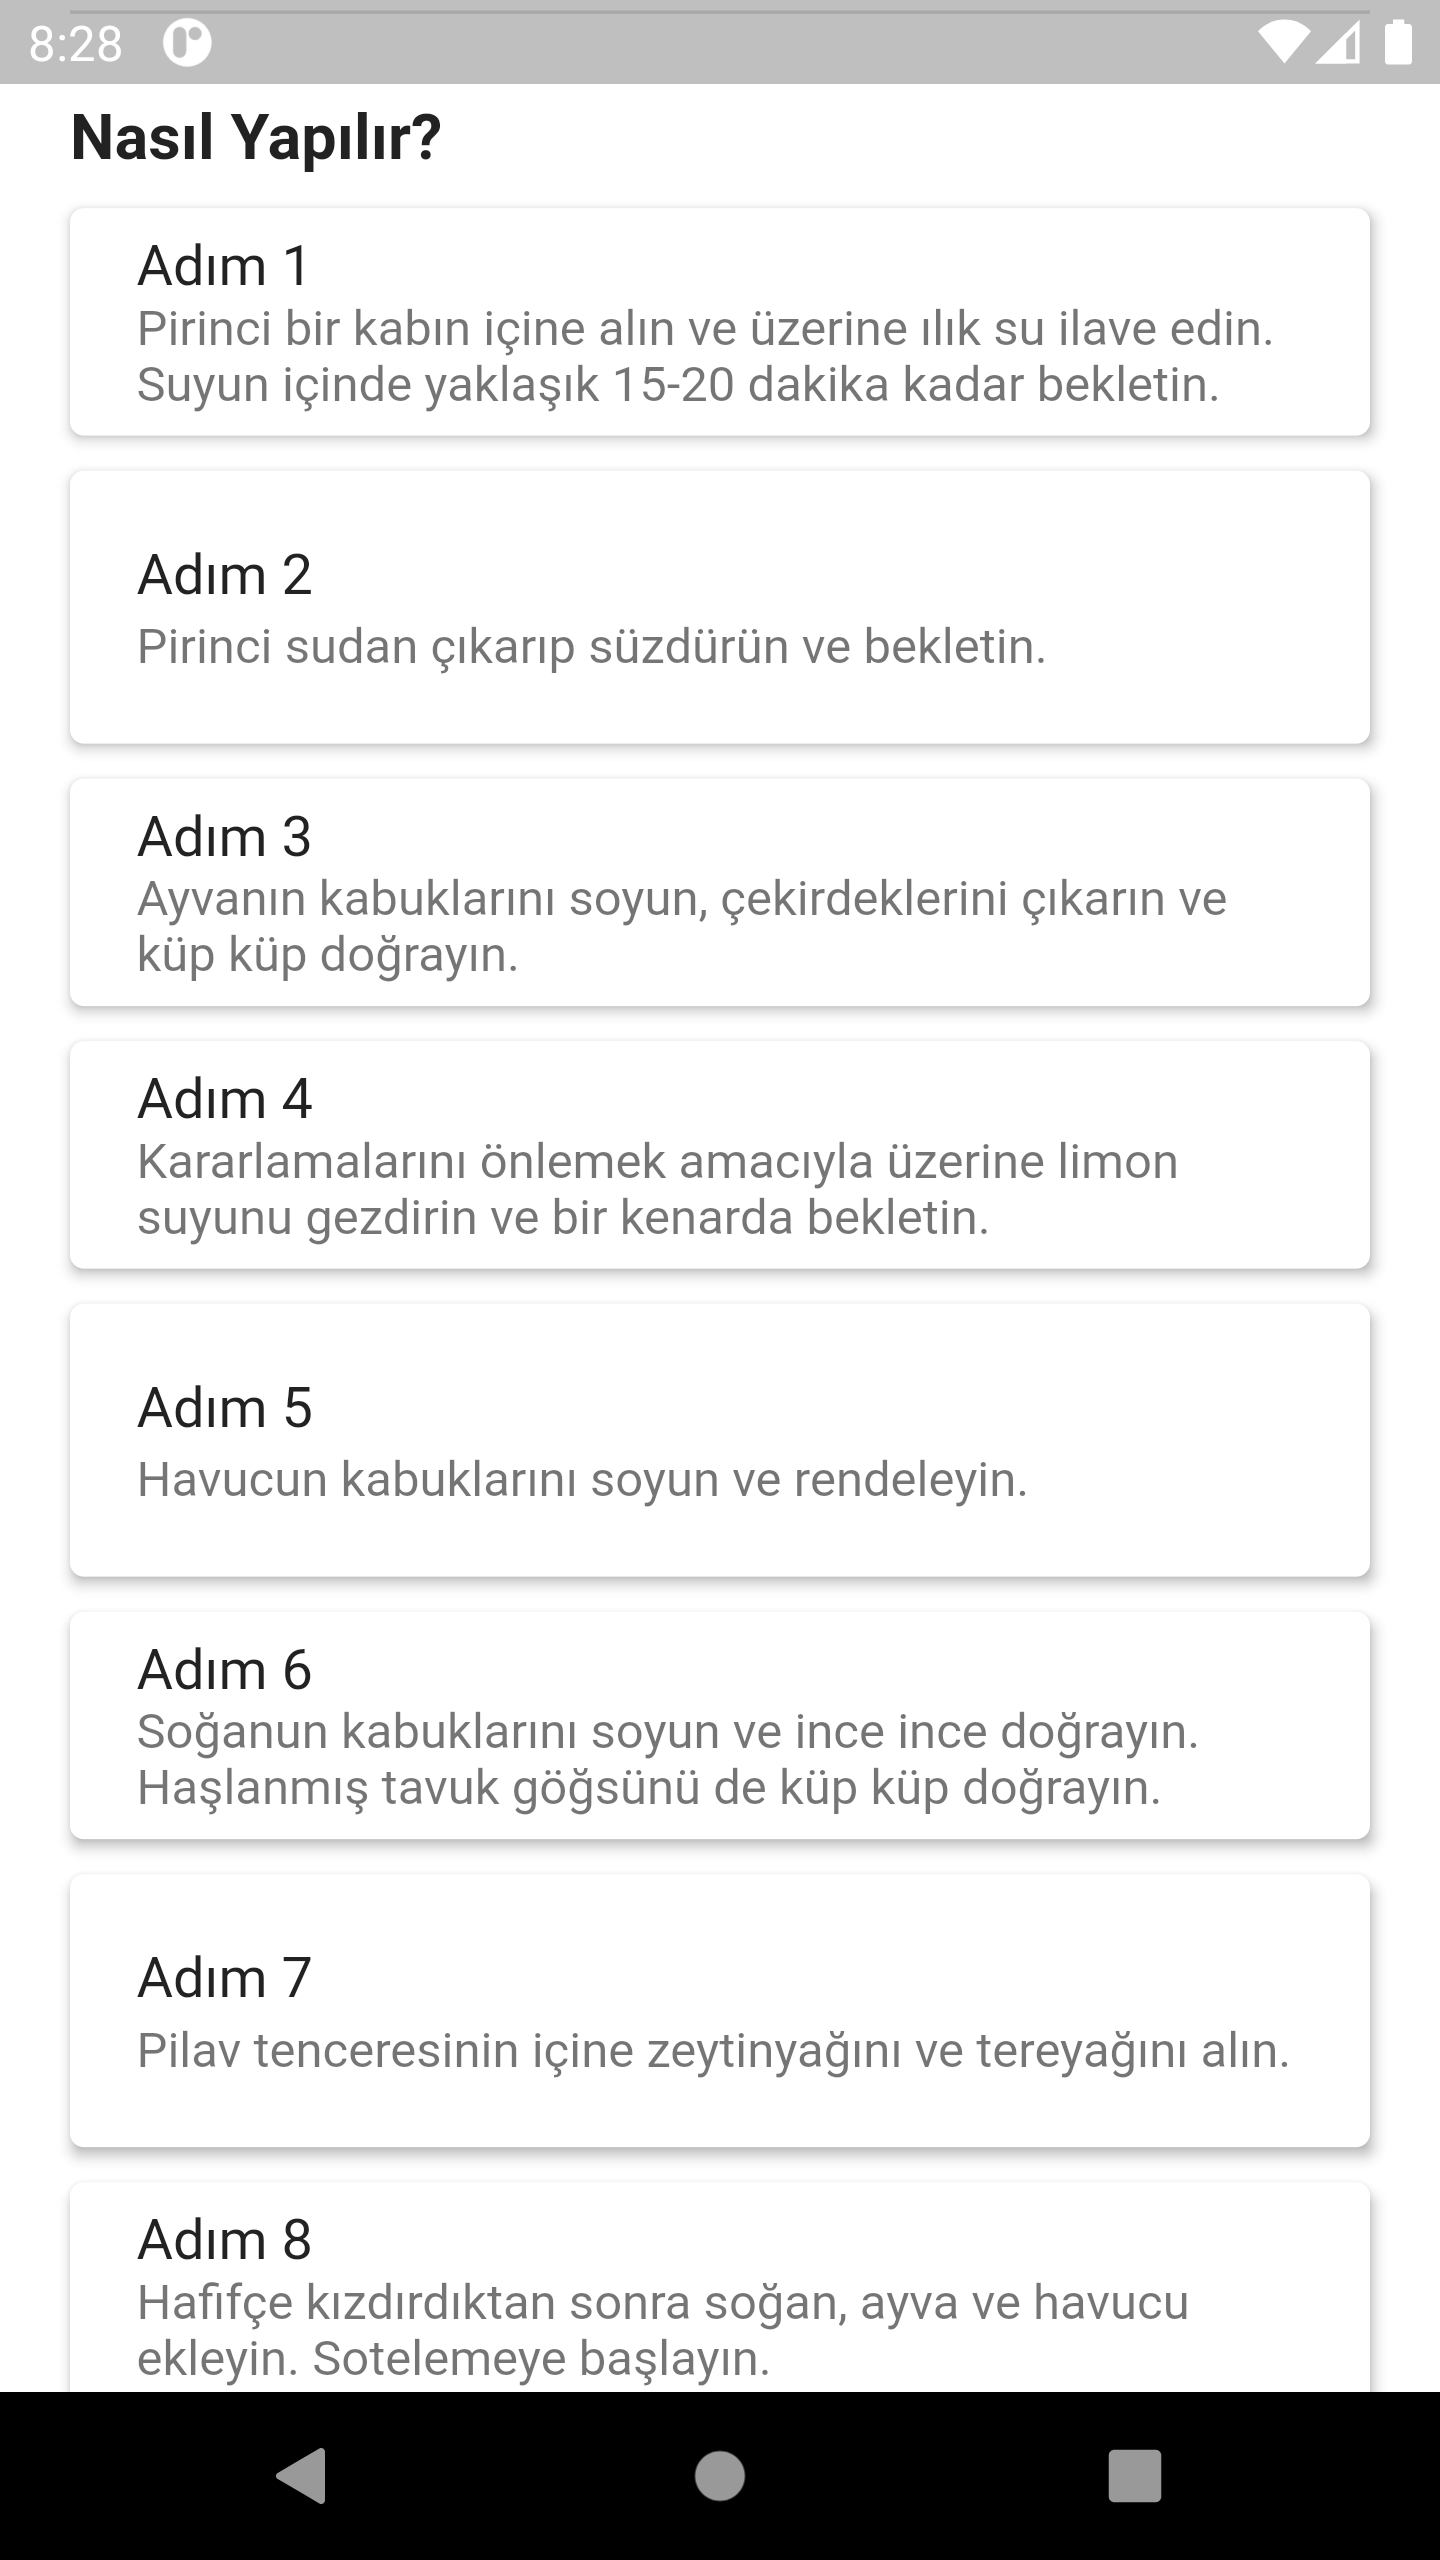 8:28
Nasıl Yapılır?
Adım 1
Pirinci bir kabın içine alın ve üzerine ılık su ilave edin.
Suyun içinde yaklaşık 15-20 dakika kadar bekletin.
Adım 2
Pirinci sudan çıkarıp süzdürün ve bekletin.
Adım 3
Ayvanın kabuklarını soyun, çekirdeklerini çıkarın ve
küp küp doğrayın.
Adım 4
Kararlamalarını önlemek amacıyla üzerine limon
suyunu gezdirin ve bir kenarda bekletin.
Adım 5
Havucun kabuklarını soyun ve rendeleyin.
Adım 6
Soğanun kabuklarını soyun ve ince ince doğrayın.
Haşlanmış tavuk göğsünü de küp küp doğrayın.
Adım 7
Pilav tenceresinin içine zeytinyağını ve tereyağını alın.
Adım 8
Hafifçe kızdırdıktan sonra soğan, ayva ve havucu
ekleyin. Sotelemeye başlayın.